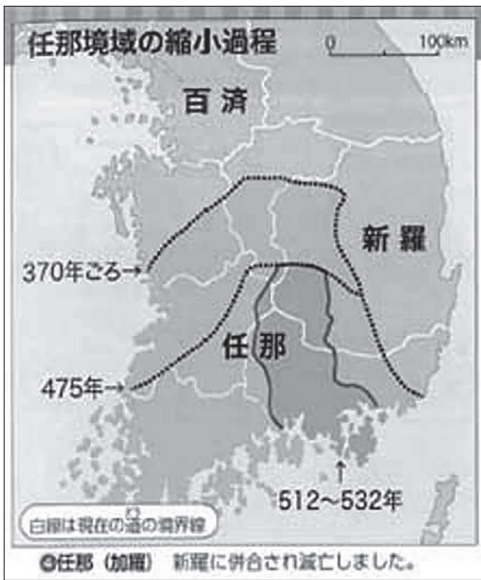 任那境域の縮小過程
0 100km
百済
新羅
370年ごろ→
任那
475年→
↑
512～532年
白線は現在の道の境界線
任那（加羅） 新羅に併合され滅亡しました。